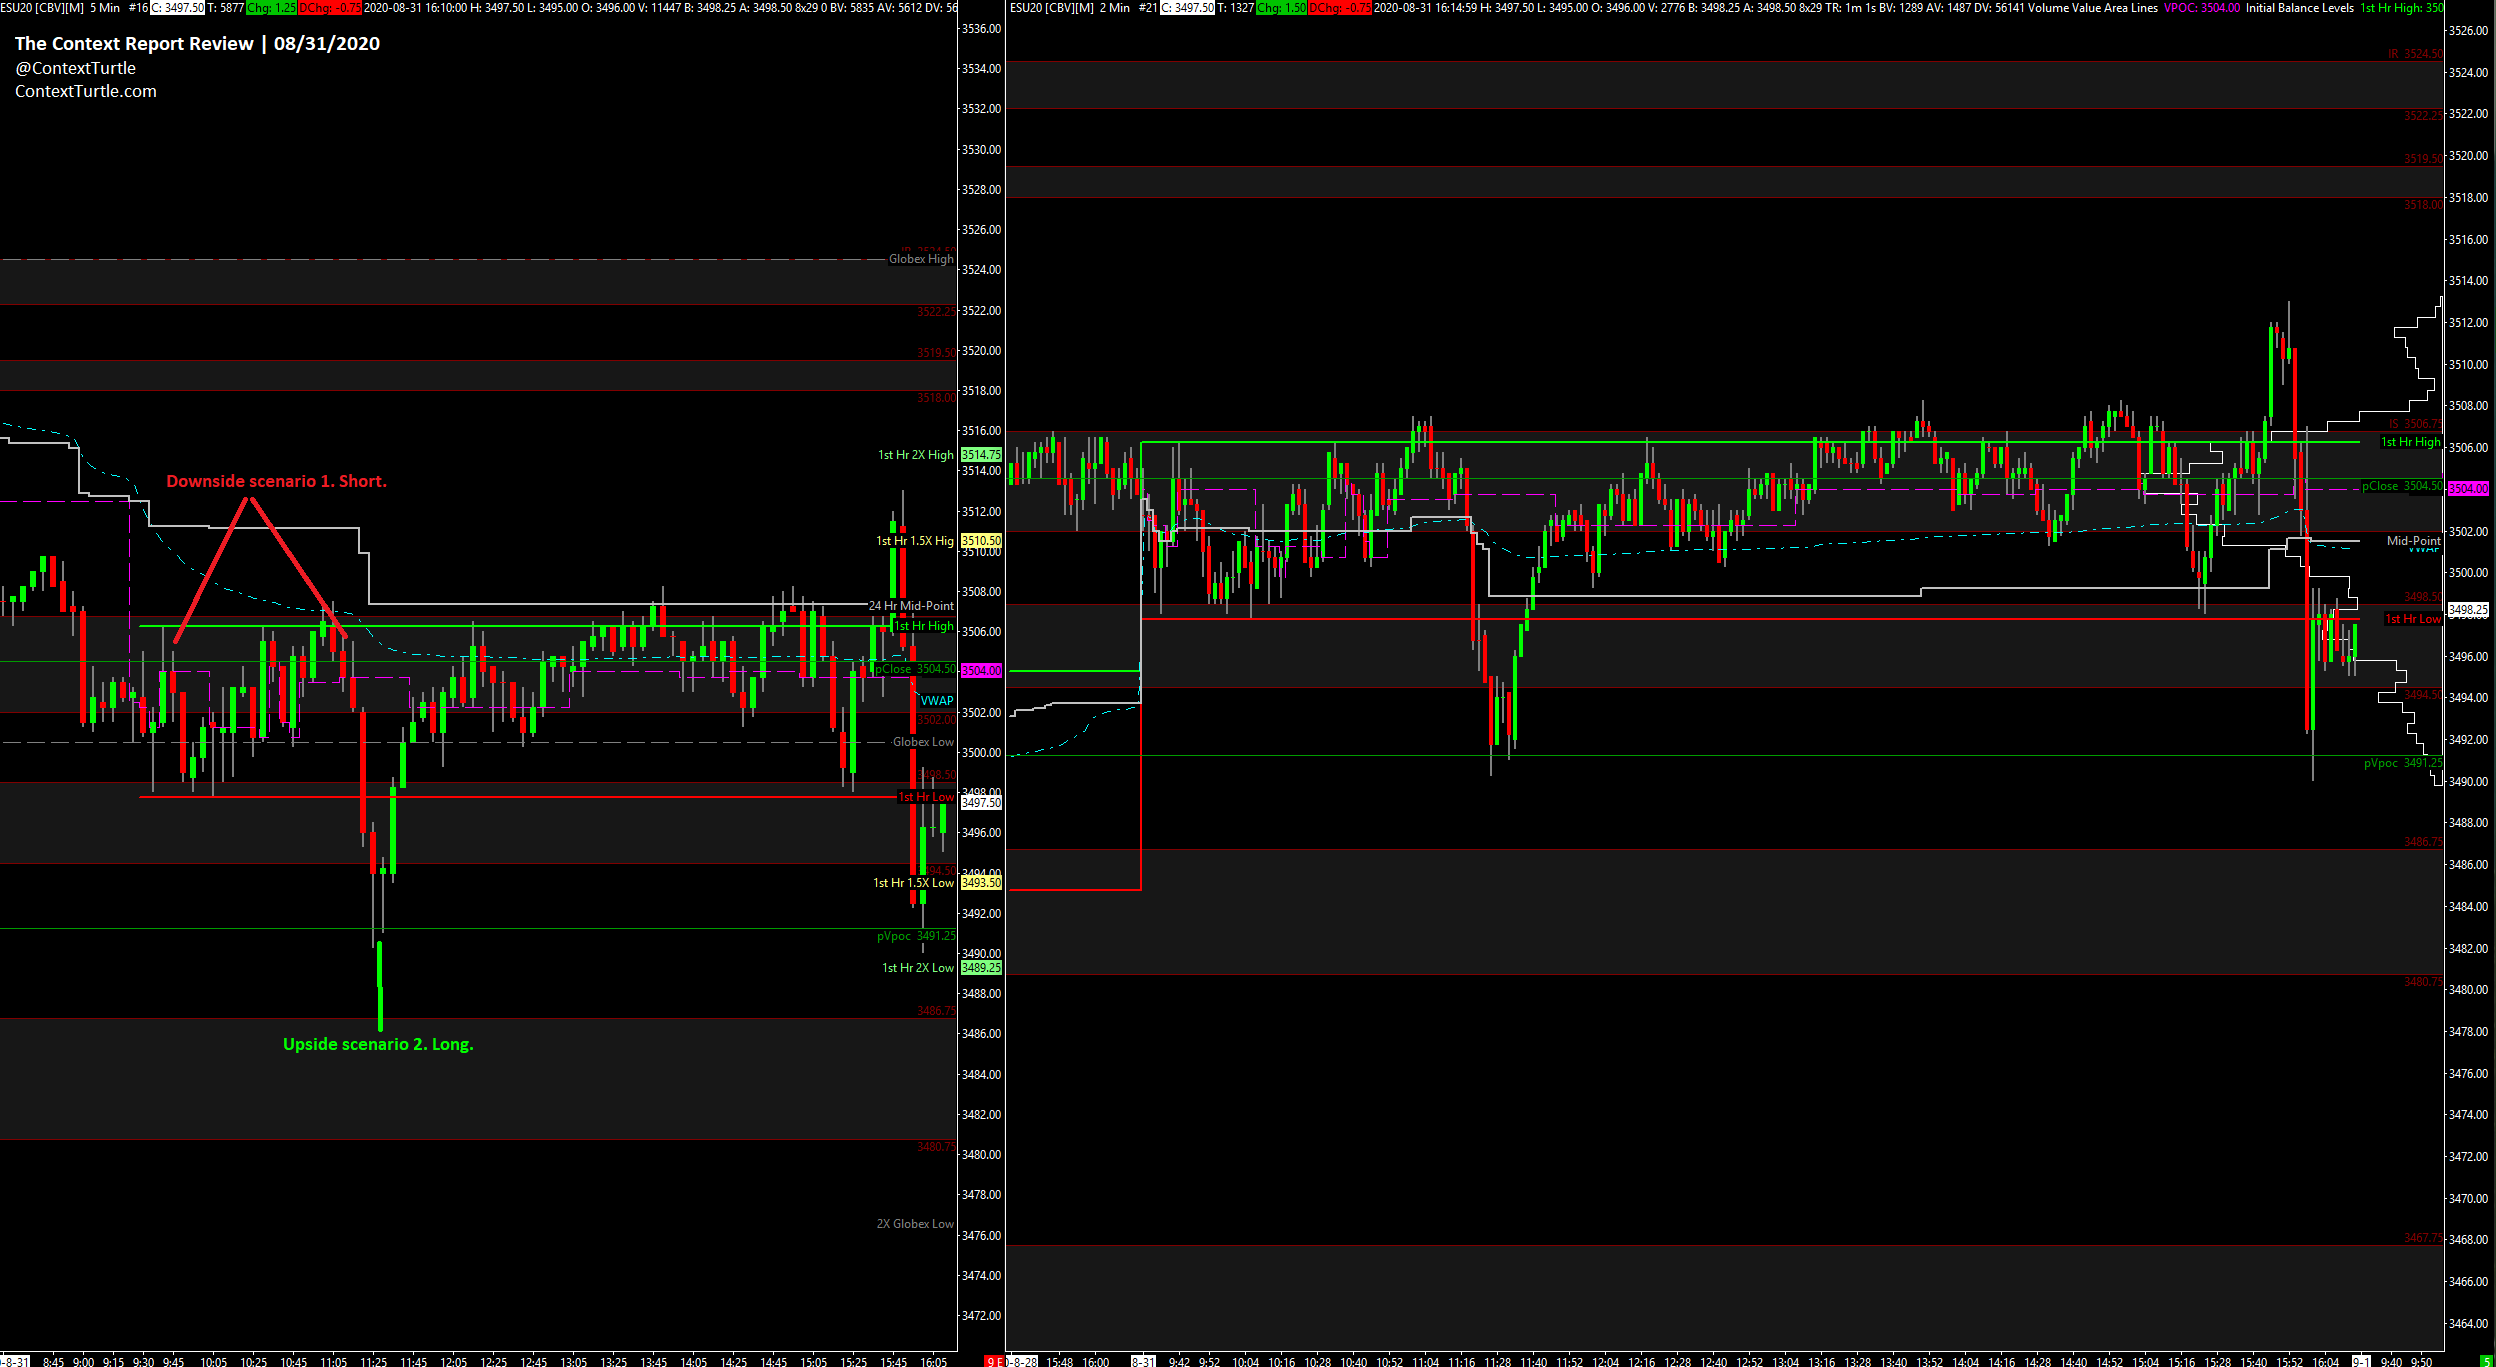 ESU20 [CBV][M] 5 Min #16 C: 3497.50 T: 5877 Chg: 1.25 DChg: -0.75 2020-08-31 16:10:00 H: 3497.50 L: 3495.00 O: 3496.00 V: 11447 B: 3498.25 A: 3498.50 8x29 0 BV: 5835 AV: 5612 DV: 56
The Context Report Review | 08/31/2020
@ContextTurtle
ContextTurtle.com
Globex High
3522.25
3519.50
3518.00
1st Hr 2X High
Downside scenario 1. Short.
1st Hr 1.5X Hig
24 Hr Mid-Point
1st Hr High
pClose 3504.50
VWAP
3502.00
Globex Low
3498.50
1st Hr Low
1st Hr 1.5X Low
pVpoc 3491.25
1st Hr 2X Low
3486.75
Upside scenario 2. Long.
3480.75
2X Globex Low
3536.00
3534.00
3532.00
3530.00
3528.00
3526.00
3524.00
3522.00
3520.00
3518.00
3516.00
3514.75
3514.00
3512.00
3510.50
3510.00
3508.00
3506.00
3504.00
3502.00
3500.00
3498.00
3497.50
3496.00
3494.00
3493.50
3492.00
3490.00
3489.25
3488.00
3486.00
3484.00
3482.00
3480.00
3478.00
3476.00
3474.00
3472.00
-8-31 8:45 9:00 9:15 9:30 9:45 10:05 10:25 10:45 11:05 11:25 11:45 12:05 12:25 12:45 13:05 13:25 13:45 14:05 14:25 14:45 15:05 15:25 15:45 16:05
9 E
ESU20 [CBV][M] 2 Min #21 C: 3497.50 T: 1327 Chg: 1.50 DChg: -0.75 2020-08-31 16:14:59 H: 3497.50 L: 3495.00 O: 3496.00 V: 2776 B: 3498.25 A: 3498.50 8x29 TR: 1m 1s BV: 1289 AV: 1487 DV: 56141 Volume Value Area Lines VPOC: 3504.00 Initial Balance Levels 1st Hr High: 350
IR 3524.50
3522.25
3519.50
3518.00
IS 3506.75
1st Hr High
pClose 3504.50
Mid-Point
VWAP
3498.50
1st Hr Low
3494.50
pVpoc 3491.25
3486.75
3480.75
3467.75
3526.00
3524.00
3522.00
3520.00
3518.00
3516.00
3514.00
3512.00
3510.00
3508.00
3506.00
3504.00
3502.00
3500.00
3498.25
3496.00
3494.00
3492.00
3490.00
3488.00
3486.00
3484.00
3482.00
3480.00
3478.00
3476.00
3474.00
3472.00
3470.00
3468.00
3466.00
3464.00
-8-28 15:48 16:00 8-31 9:42 9:52 10:04 10:16 10:28 10:40 10:52 11:04 11:16 11:28 11:40 11:52 12:04 12:16 12:28 12:40 12:52 13:04 13:16 13:28 13:40 13:52 14:04 14:16 14:28 14:40 14:52 15:04 15:16 15:28 15:40 15:52 16:04 9-1 9:40 9:50
5